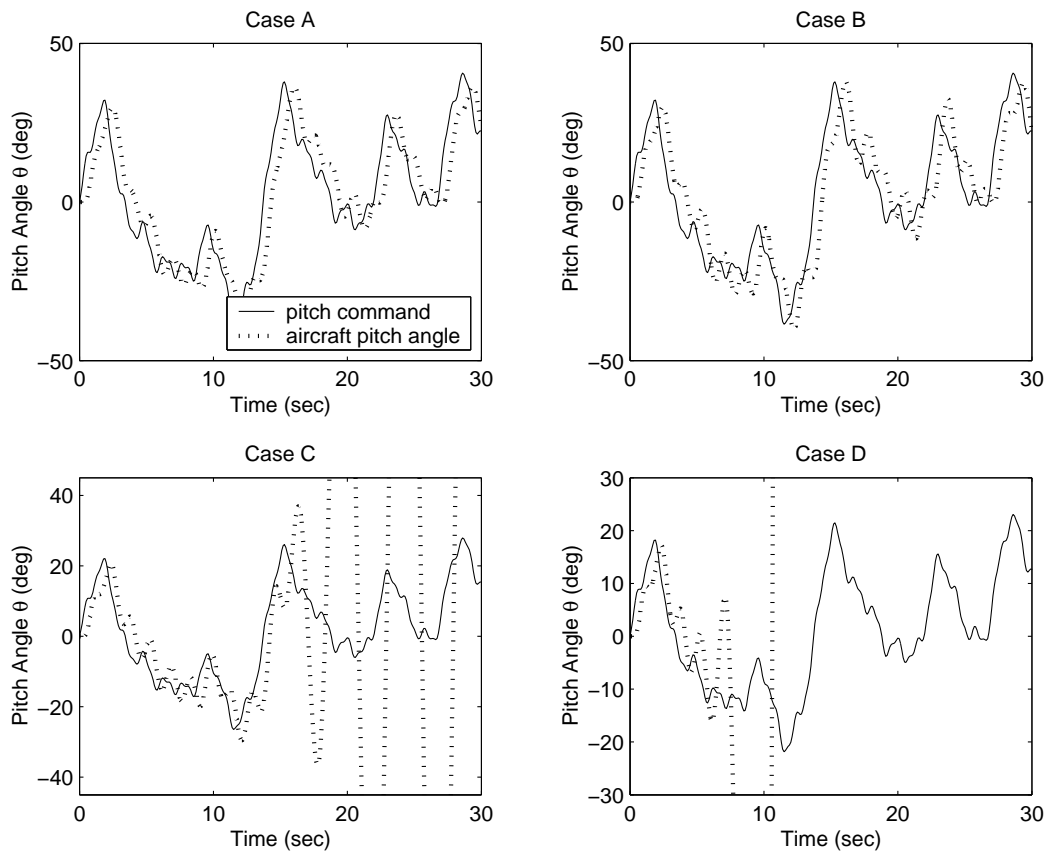 Case A
50
0
−50
Pitch Angle θ (deg)
pitch command
aircraft pitch angle
0 10 20 30
Time (sec)
Case B
50
0
−50
Pitch Angle θ (deg)
0 10 20 30
Time (sec)
Case C
40
20
0
−20
−40
Pitch Angle θ (deg)
0 10 20 30
Time (sec)
Case D
30
20
10
0
−10
−20
−30
Pitch Angle θ (deg)
0 10 20 30
Time (sec)